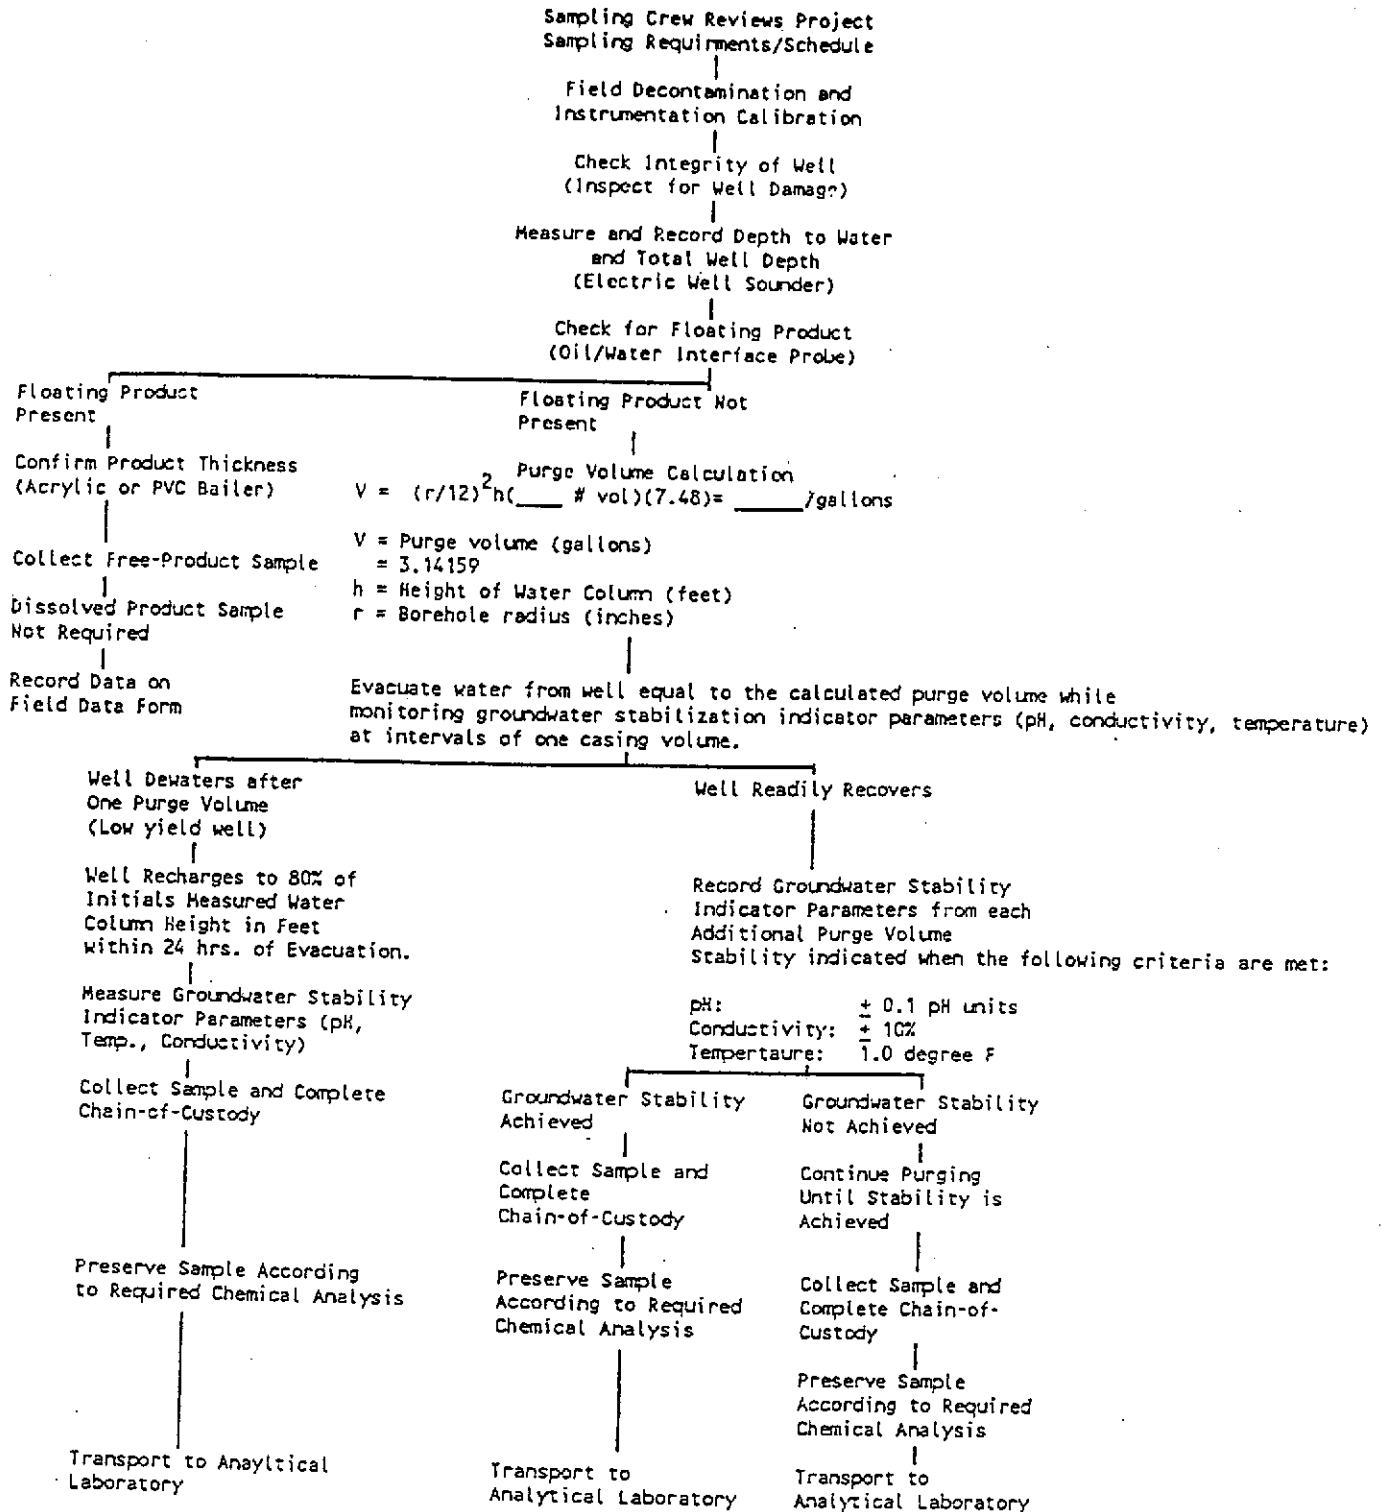 Sampling Crew Reviews Project
Sampling Requirments/Schedule
Field Decontamination and
Instrumentation Calibration
Check Integrity of Well
(Inspect for Well Damage)
Measure and Record Depth to Water
and Total Well Depth
(Electric Well Sounder)
Check for Floating Product
(Oil/Water Interface Probe)
Floating Product
Present
Confirm Product Thickness
(Acrylic or PVC Bailer)
Collect Free-Product Sample
Dissolved Product Sample
Not Required
Record Data on
Field Data Form
Floating Product Not
Present
Purge Volume Calculation
V = (r/12)²h(____ # vol)(7.48)= ______/gallons
V = Purge volume (gallons)
= 3.14159
h = Height of Water Column (feet)
r = Borehole radius (inches)
Evacuate water from well equal to the calculated purge volume while
monitoring groundwater stabilization indicator parameters (pH, conductivity, temperature)
at intervals of one casing volume.
Well Dewaters after
One Purge Volume
(Low yield well)
Well Recharges to 80% of
Initials Measured Water
Column Height in Feet
within 24 hrs. of Evacuation.
Measure Groundwater Stability
Indicator Parameters (pH,
Temp., Conductivity)
Collect Sample and Complete
Chain-of-Custody
Preserve Sample According
to Required Chemical Analysis
Transport to Anayltical
Laboratory
Well Readily Recovers
Record Groundwater Stability
Indicator Parameters from each
Additional Purge Volume
Stability indicated when the following criteria are met:
pH: ± 0.1 pH units
Conductivity: ± 10%
Tempertaure: 1.0 degree F
Groundwater Stability
Achieved
Collect Sample and
Complete
Chain-of-Custody
Preserve Sample
According to Required
Chemical Analysis
Transport to
Analytical Laboratory
Groundwater Stability
Not Achieved
Continue Purging
Until Stability is
Achieved
Collect Sample and
Complete Chain-of-
Custody
Preserve Sample
According to Required
Chemical Analysis
Transport to
Analytical Laboratory